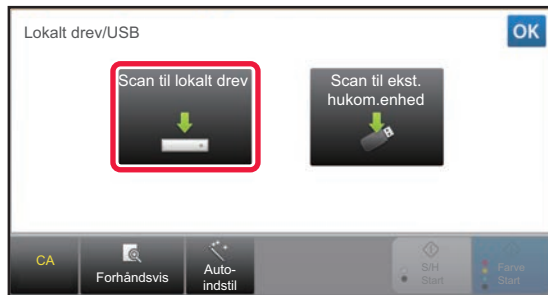 Lokalt drev/USB
OK
Scan til lokalt drev
Scan til ekst.
hukom.enhed
CA
Forhåndsvis
Auto-
indstil
S/H
Start
Farve
Start